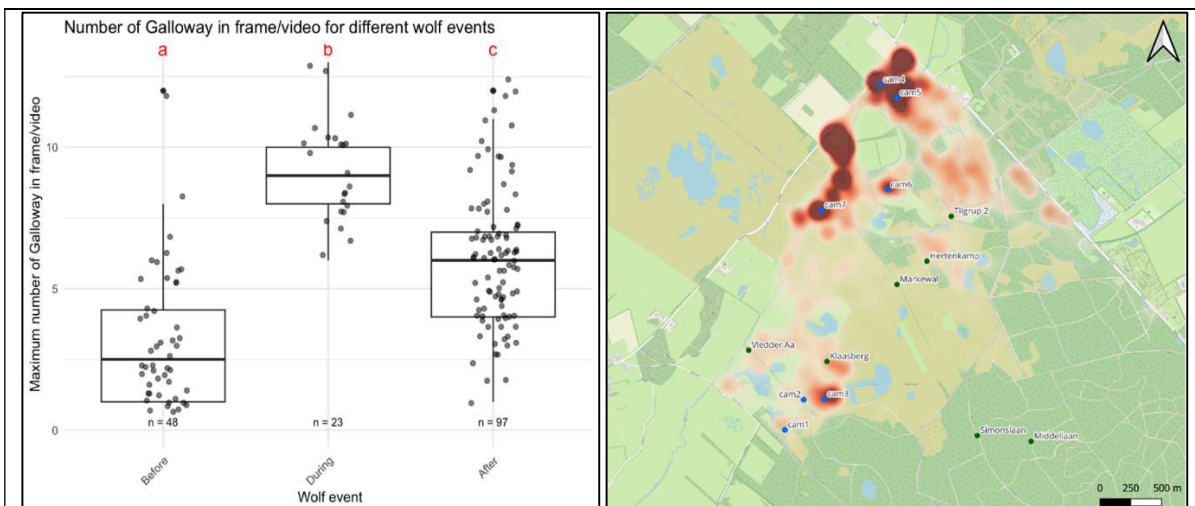 Number of Galloway in frame/video for different wolf events
a
b
c
Maximum number of Galloway in frame/video
10
5
0
n = 48
n = 23
n = 97
Before
During
After
Wolf event
cam4
cam5
cam6
cam7
Tilgrup 2
Hertenkamp
Markewal
Vledder Aa
Klaasberg
cam2
cam3
cam1
Simonslaan
Middellaan
0 250 500 m